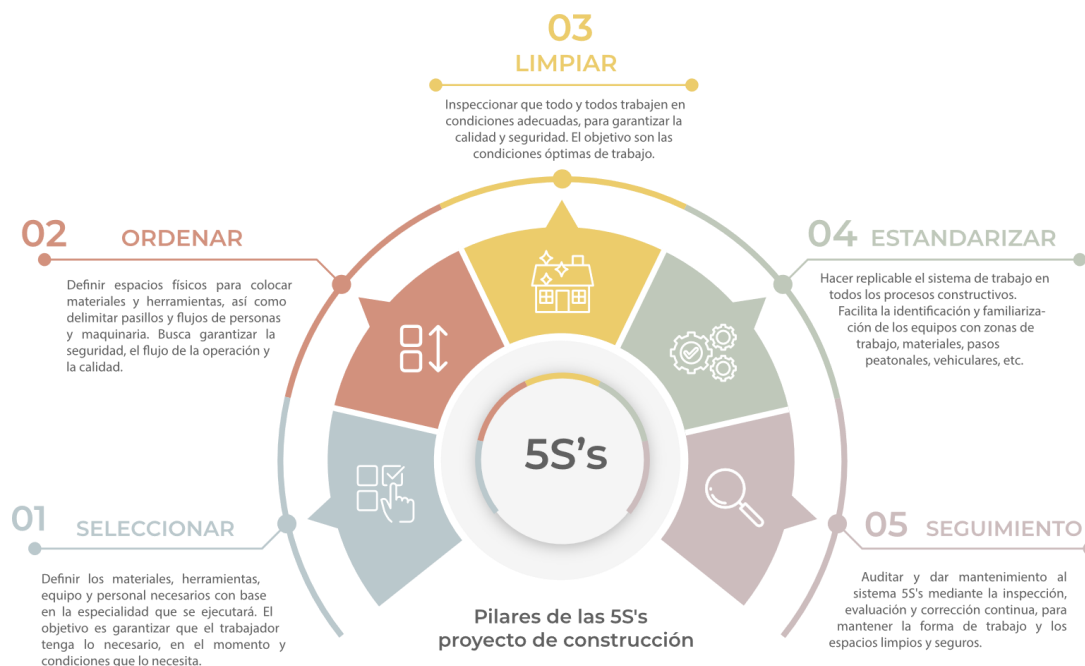 03
LIMPIAR
Inspeccionar que todo y todos trabajen en
condiciones adecuadas, para garantizar la
calidad y seguridad. El objetivo son las
condiciones óptimas de trabajo.
02 ORDENAR
Definir espacios físicos para colocar
materiales y herramientas, así como
delimitar pasillos y flujos de personas
y maquinaria. Busca garantizar la
seguridad, el flujo de la operación y
la calidad.
04 ESTANDARIZAR
Hacer replicable el sistema de trabajo en
todos los procesos constructivos.
Facilita la identificación y familiariza-
ción de los equipos con zonas de
trabajo, materiales, pasos
peatonales, vehiculares, etc.
5S's
01 SELECCIONAR
Definir los materiales, herramientas,
equipo y personal necesarios con base
en la especialidad que se ejecutará. El
objetivo es garantizar que el trabajador
tenga lo necesario, en el momento y
condiciones que lo necesita.
05 SEGUIMIENTO
Auditar y dar mantenimiento al
sistema 5S's mediante la inspección,
evaluación y corrección continua, para
mantener la forma de trabajo y los
espacios limpios y seguros.
Pilares de las 5S's
proyecto de construcción